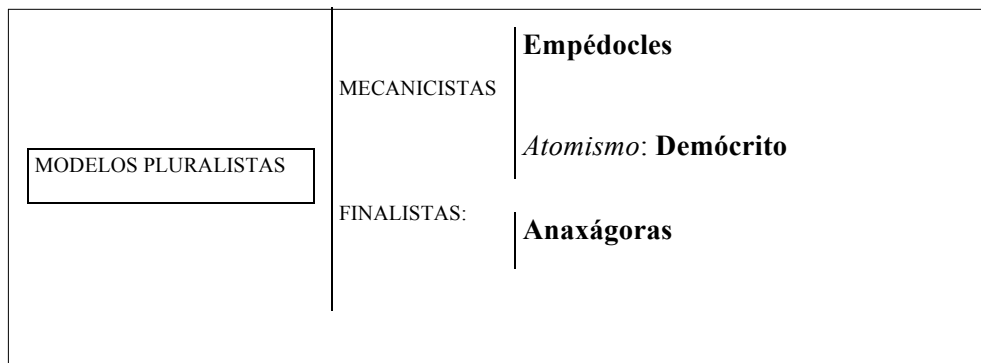 MODELOS PLURALISTAS
MECANICISTAS
Empédocles
Atomismo: Demócrito
FINALISTAS:
Anaxágoras